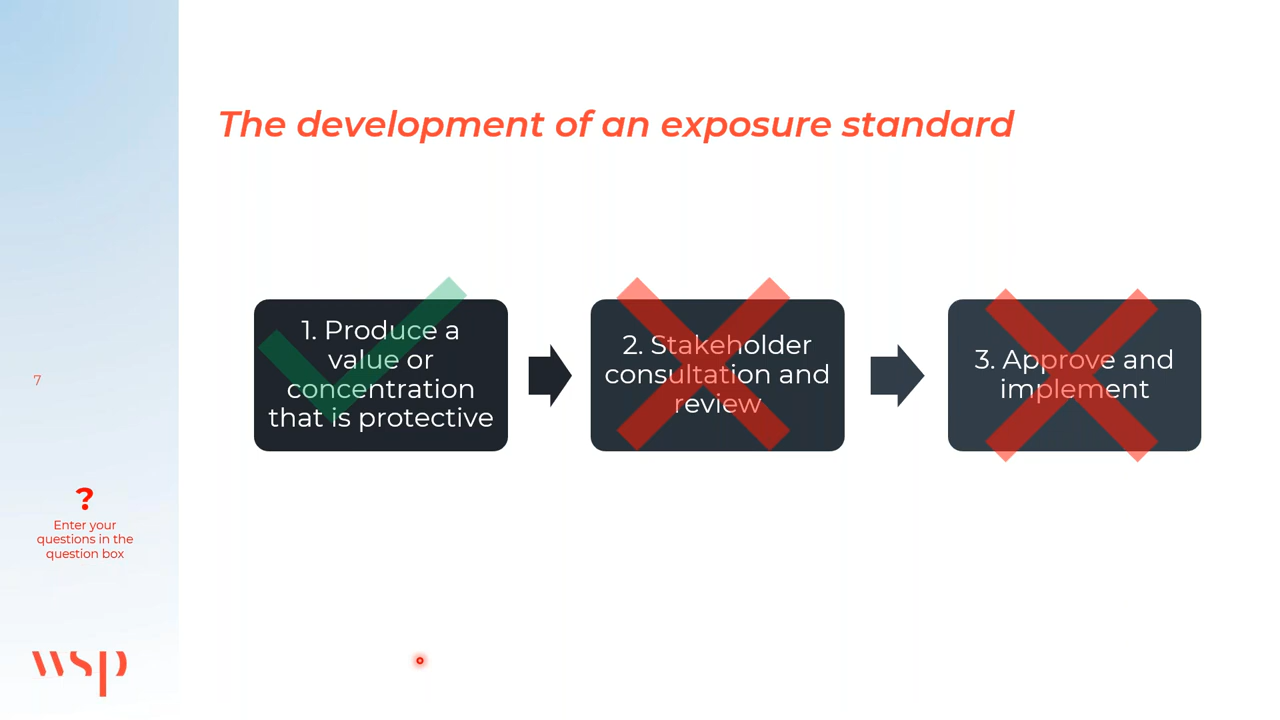 The development of an exposure standard
1. Produce a
value or
concentration
that is protective
2. Stakeholder
consultation and
review
3. Approve and
implement
7
?
Enter your
questions in the
question box
wsp